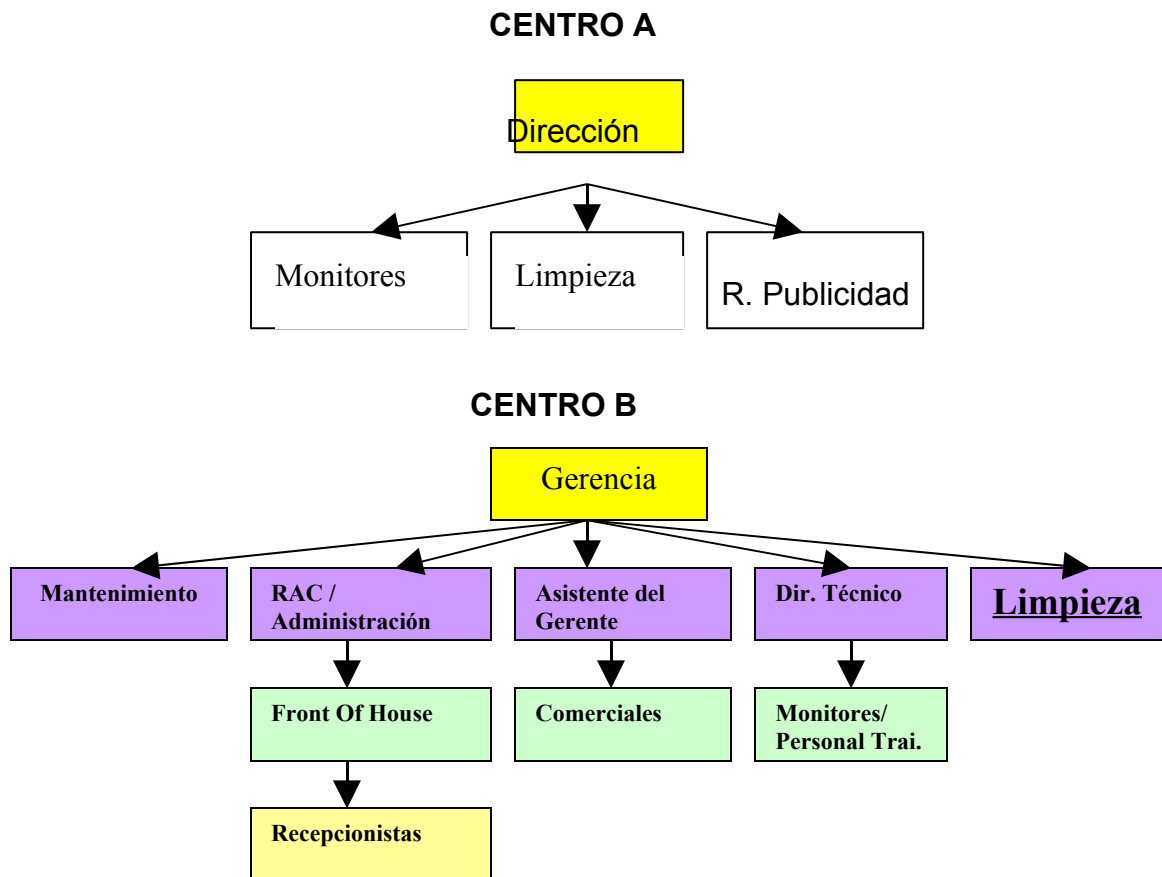 CENTRO A
Dirección
Monitores
Limpieza
R. Publicidad
CENTRO B
Gerencia
Mantenimiento
RAC /
Administración
Asistente del
Gerente
Dir. Técnico
Limpieza
Front Of House
Comerciales
Monitores/
Personal Trai.
Recepcionistas